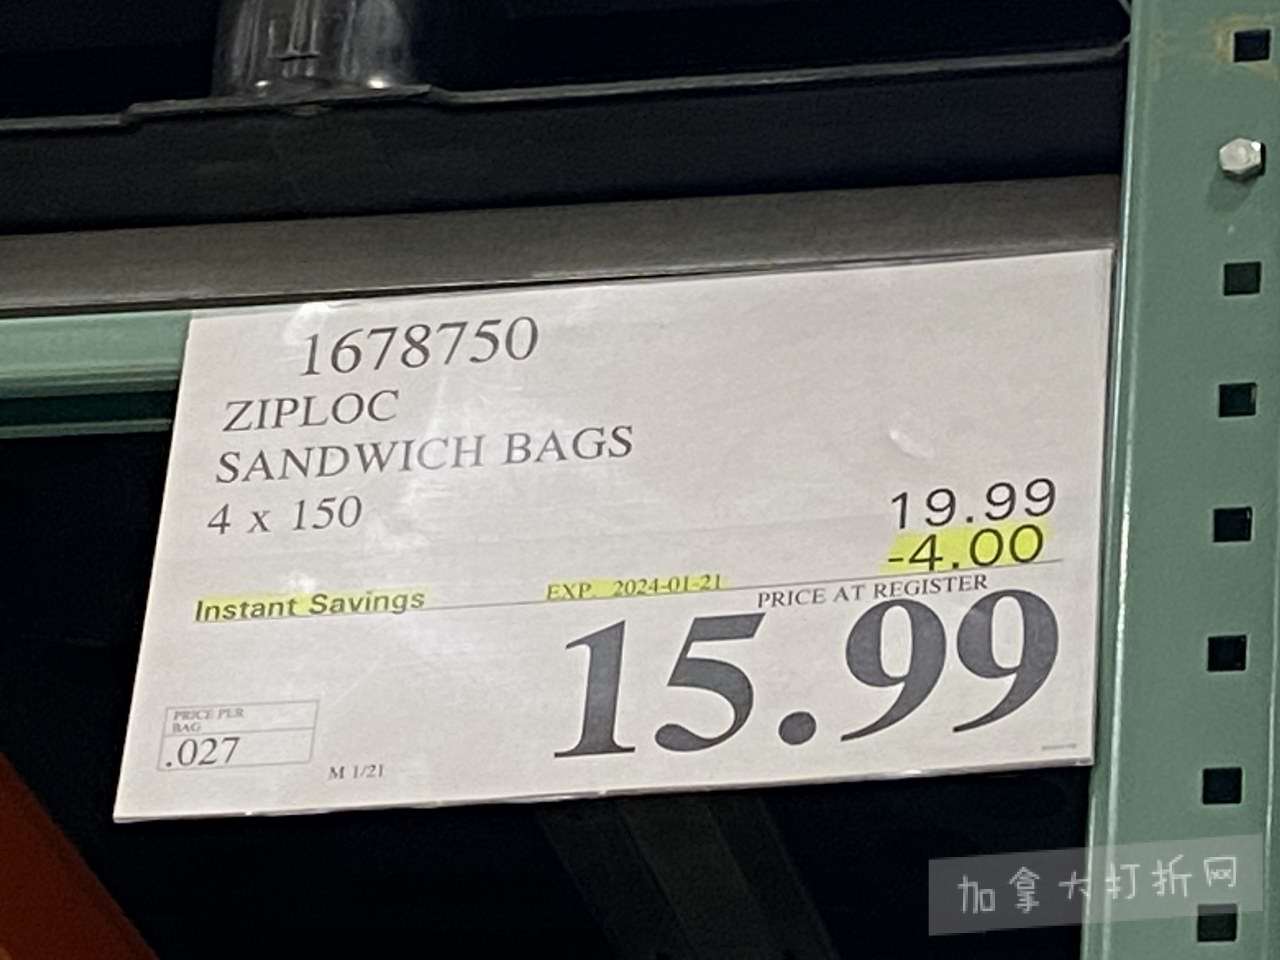 1678750
ZIPLOC
SANDWICH BAGS
4 x 150
19.99
-4.00
Instant Savings EXP. 2024-01-21
PRICE AT REGISTER
15.99
PRICE PER
BAG
.027
M 1/21
加拿大打折网